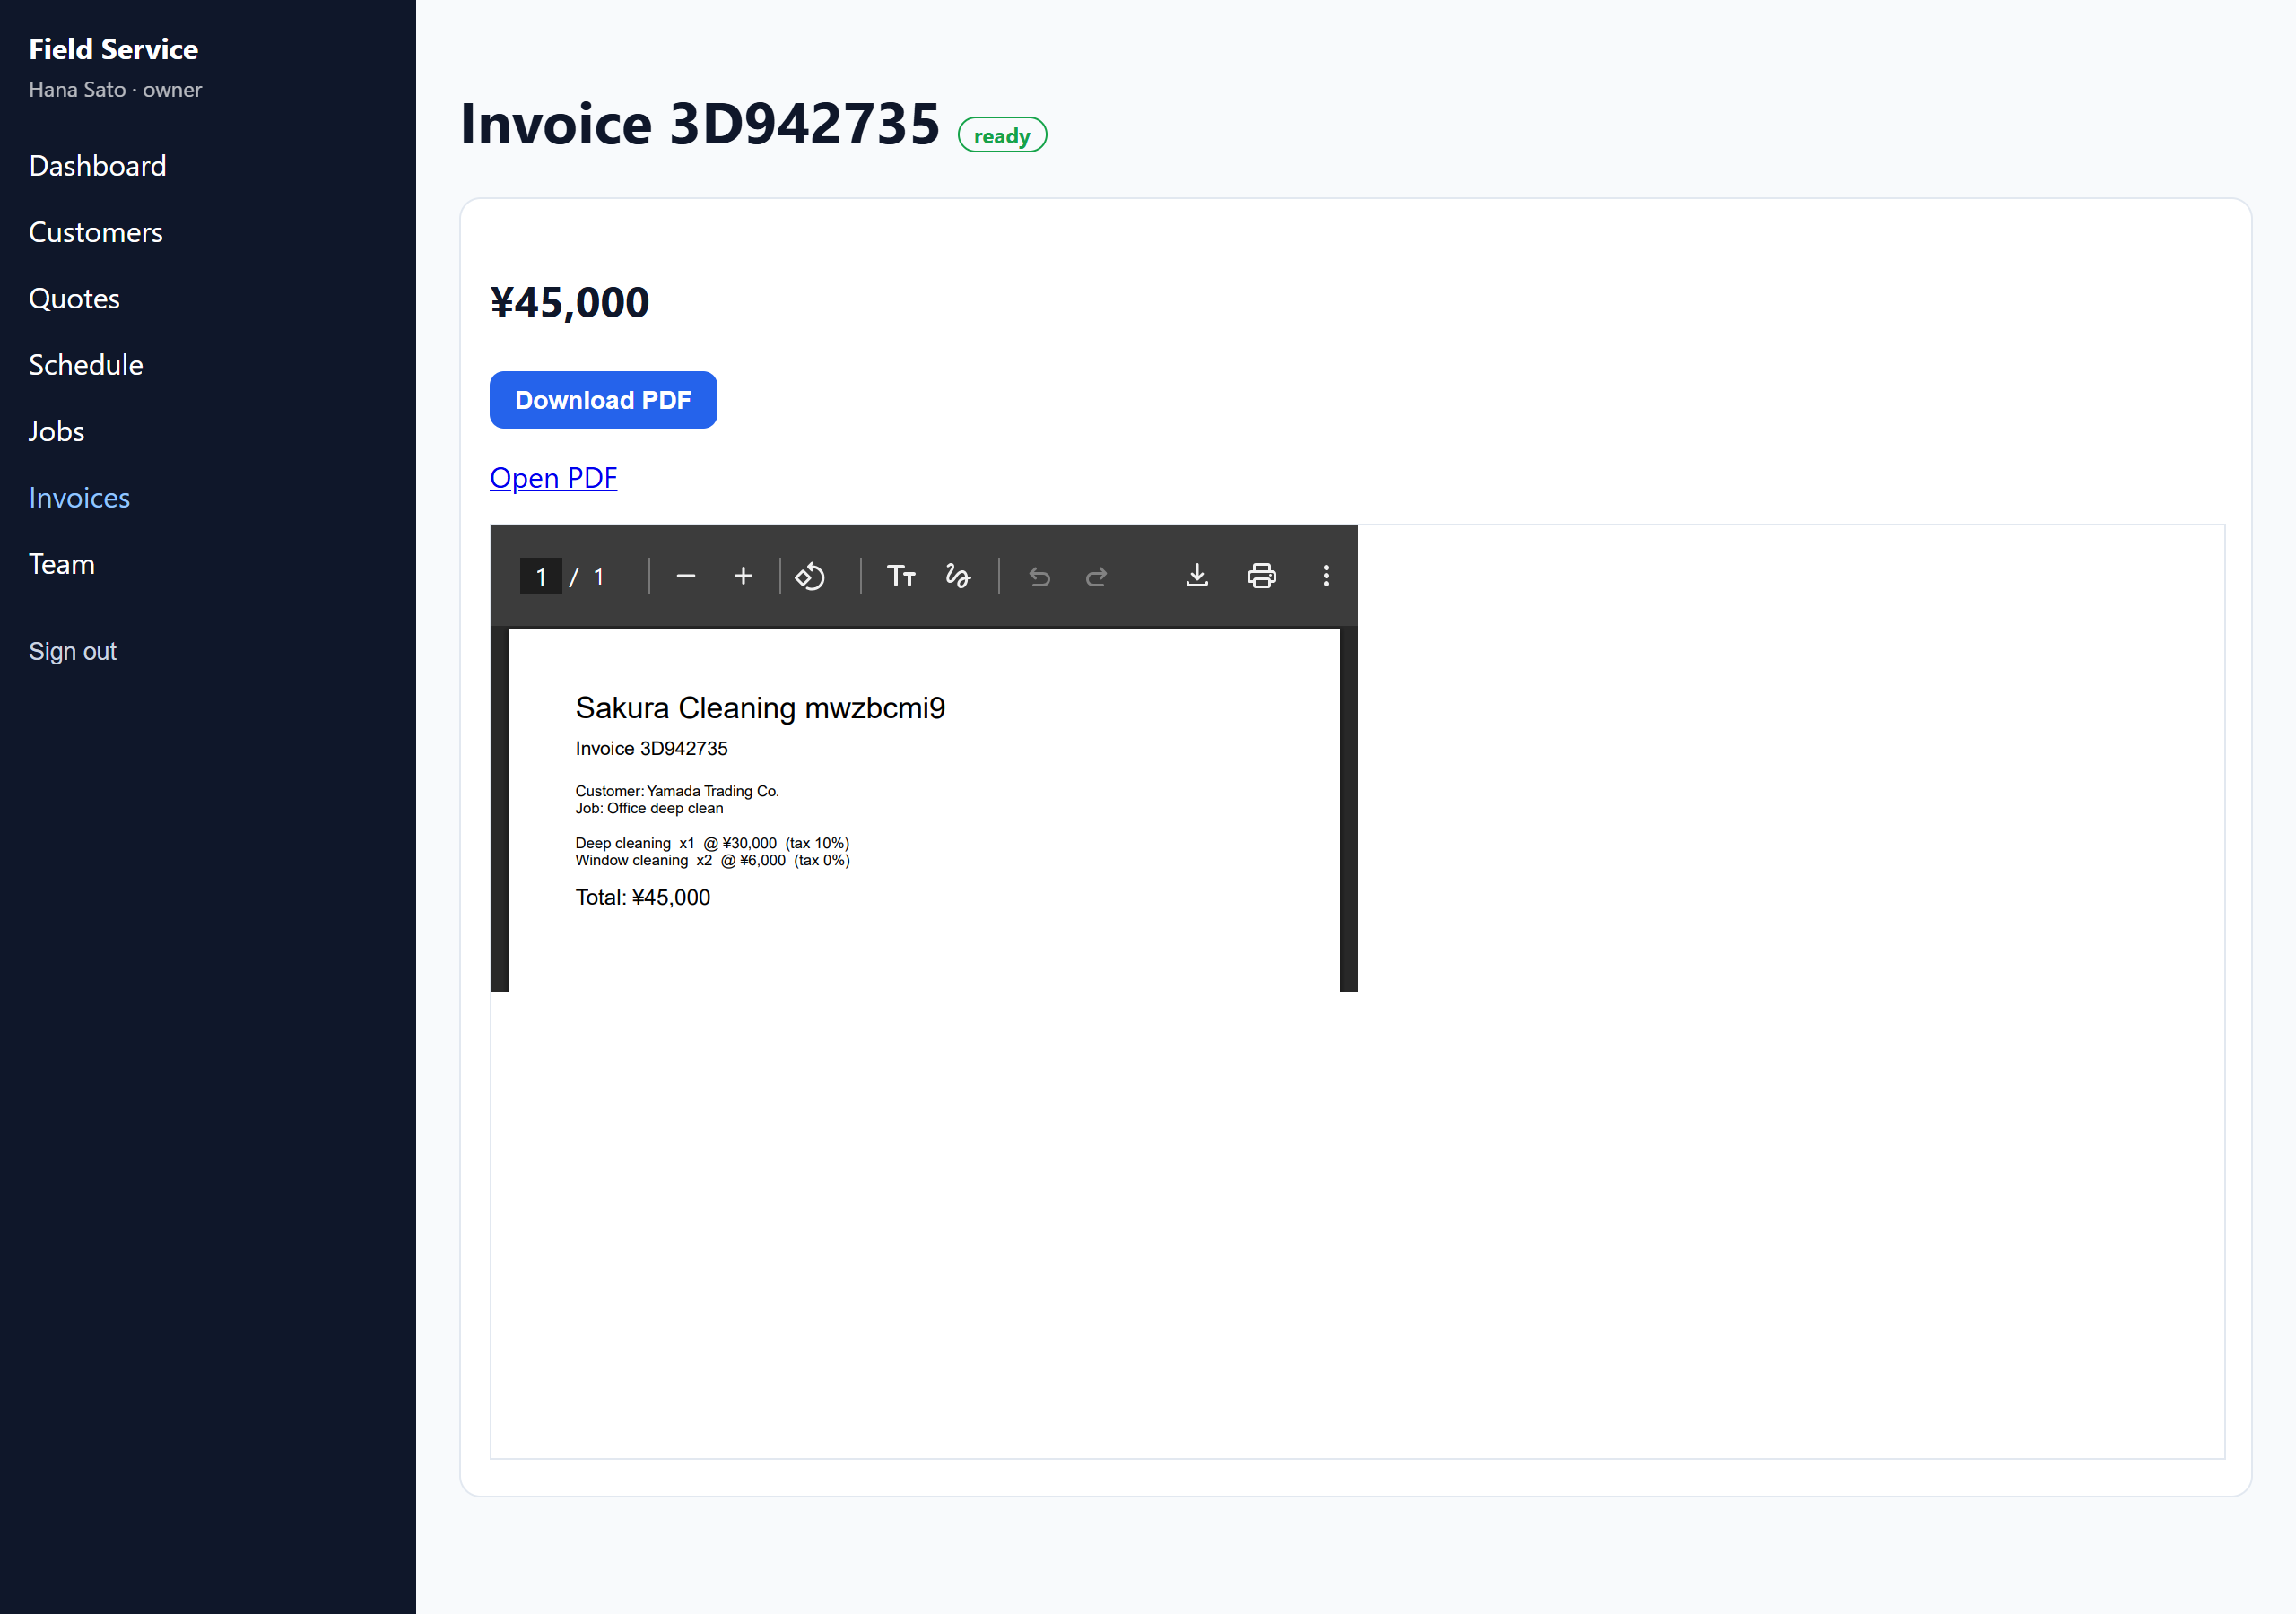 Field Service
Hana Sato · owner
Dashboard
Customers
Quotes
Schedule
Jobs
Invoices
Team
Sign out
Invoice 3D942735 ready
¥45,000
Download PDF
Open PDF
1 / 1
Sakura Cleaning mwzbcmi9
Invoice 3D942735
Customer: Yamada Trading Co.
Job: Office deep clean
Deep cleaning x1 @ ¥30,000 (tax 10%)
Window cleaning x2 @ ¥6,000 (tax 0%)
Total: ¥45,000